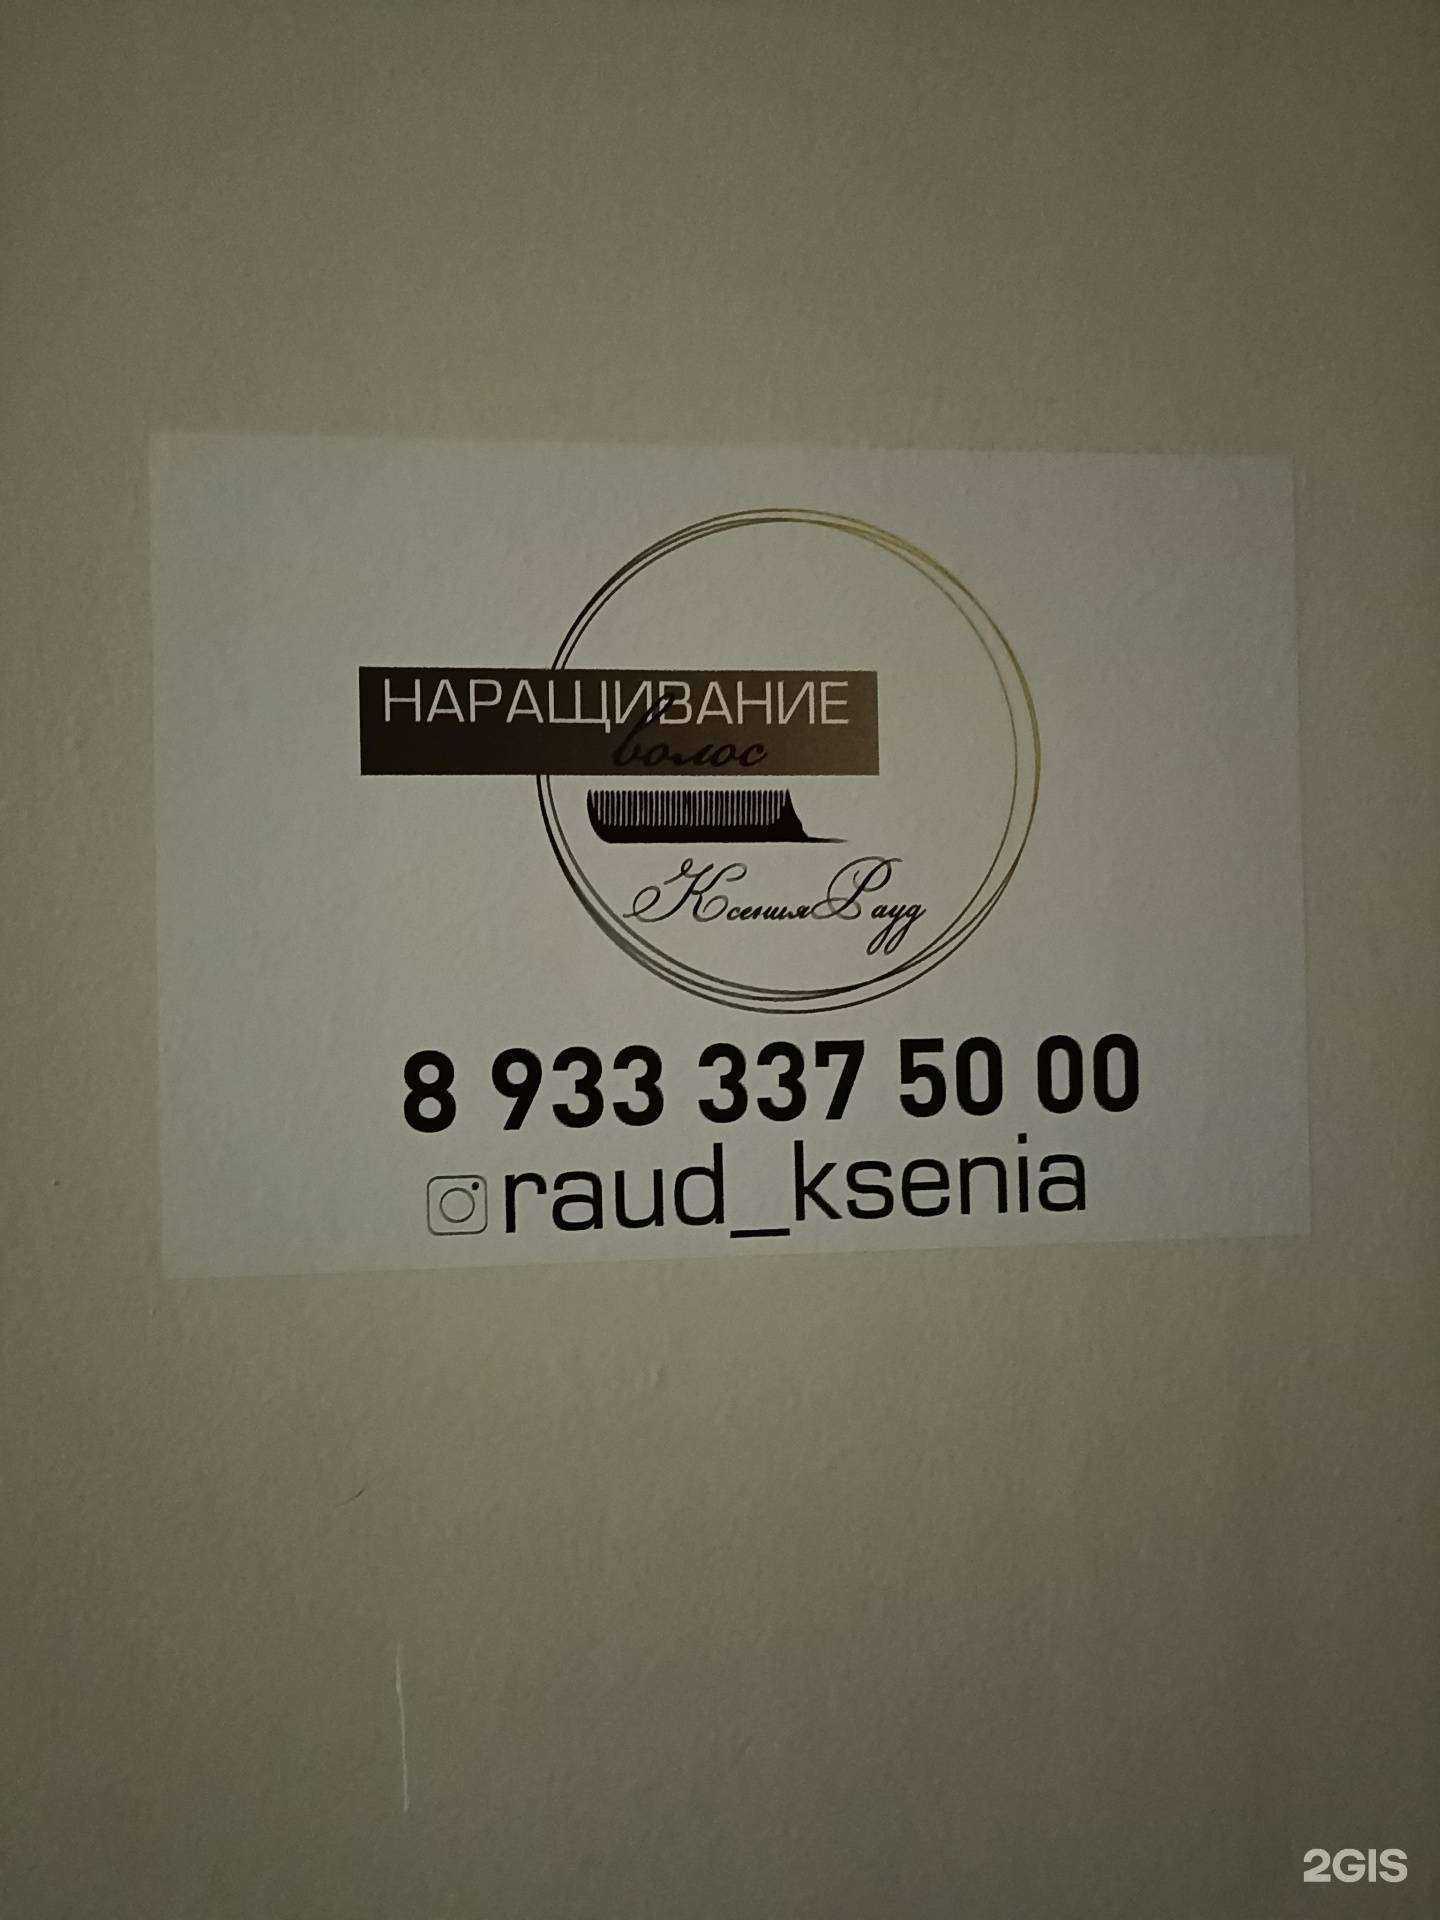 НАРАЩИВАНИЕ
волос
Ксения Рауд
8 933 337 50 00
raud_ksenia
2GIS